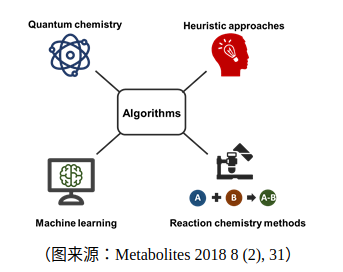 Quantum chemistry
Heuristic approaches
Algorithms
A
B
A-B
Machine learning
Reaction chemistry methods
（图来源：Metabolites 2018 8 (2), 31）